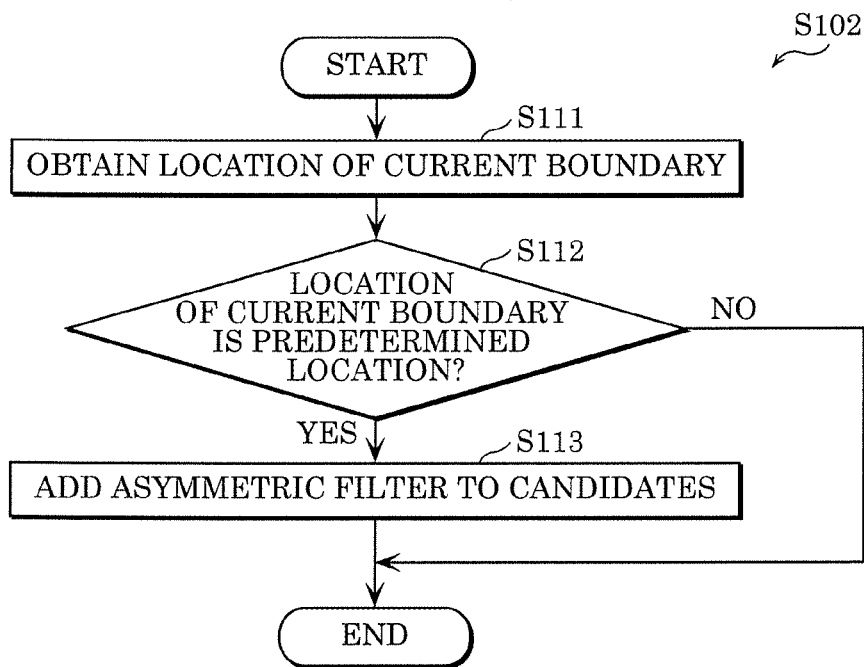 S102
START
S111
OBTAIN LOCATION OF CURRENT BOUNDARY
S112
LOCATION
OF CURRENT BOUNDARY
IS PREDETERMINED
LOCATION?
NO
YES
S113
ADD ASYMMETRIC FILTER TO CANDIDATES
END